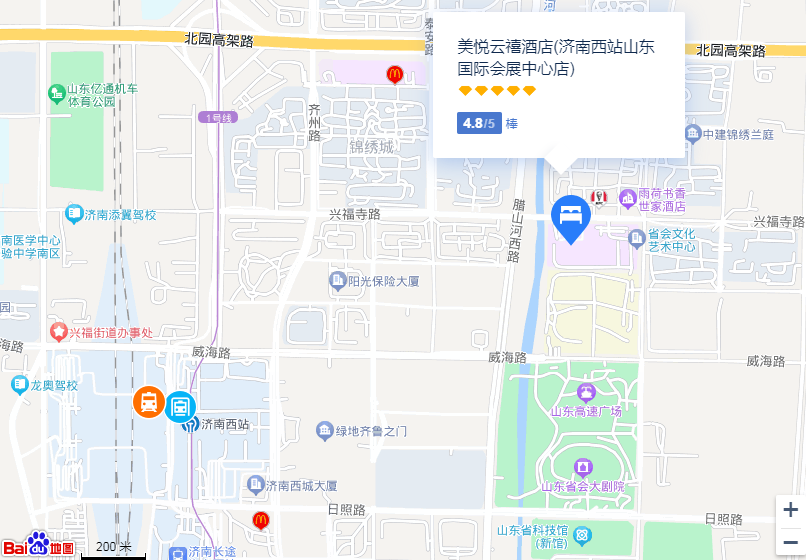 泰安路
河
北园高架路
北园高架路
美悦云禧酒店(济南西站山东
国际会展中心店)
4.8/5 棒
山东亿通机车
体育公园
1号线
齐州路
锦绣城
中建锦绣兰庭
济南添翼驾校
兴福寺路
腊山河西路
雨荷书香
世家酒店
兴福寺路
南医学中心
验中学南区
省会文化
艺术中心
阳光保险大厦
园
兴福街道办事处
海路
威海路
威海路
威海路
龙奥驾校
济南西站
山东高速广场
绿地齐鲁之门
济南西城大厦
山东省会大剧院
日照路
日照路
山东省科技馆
(新馆)
+
−
Bai du 地图
200 米
济南长途